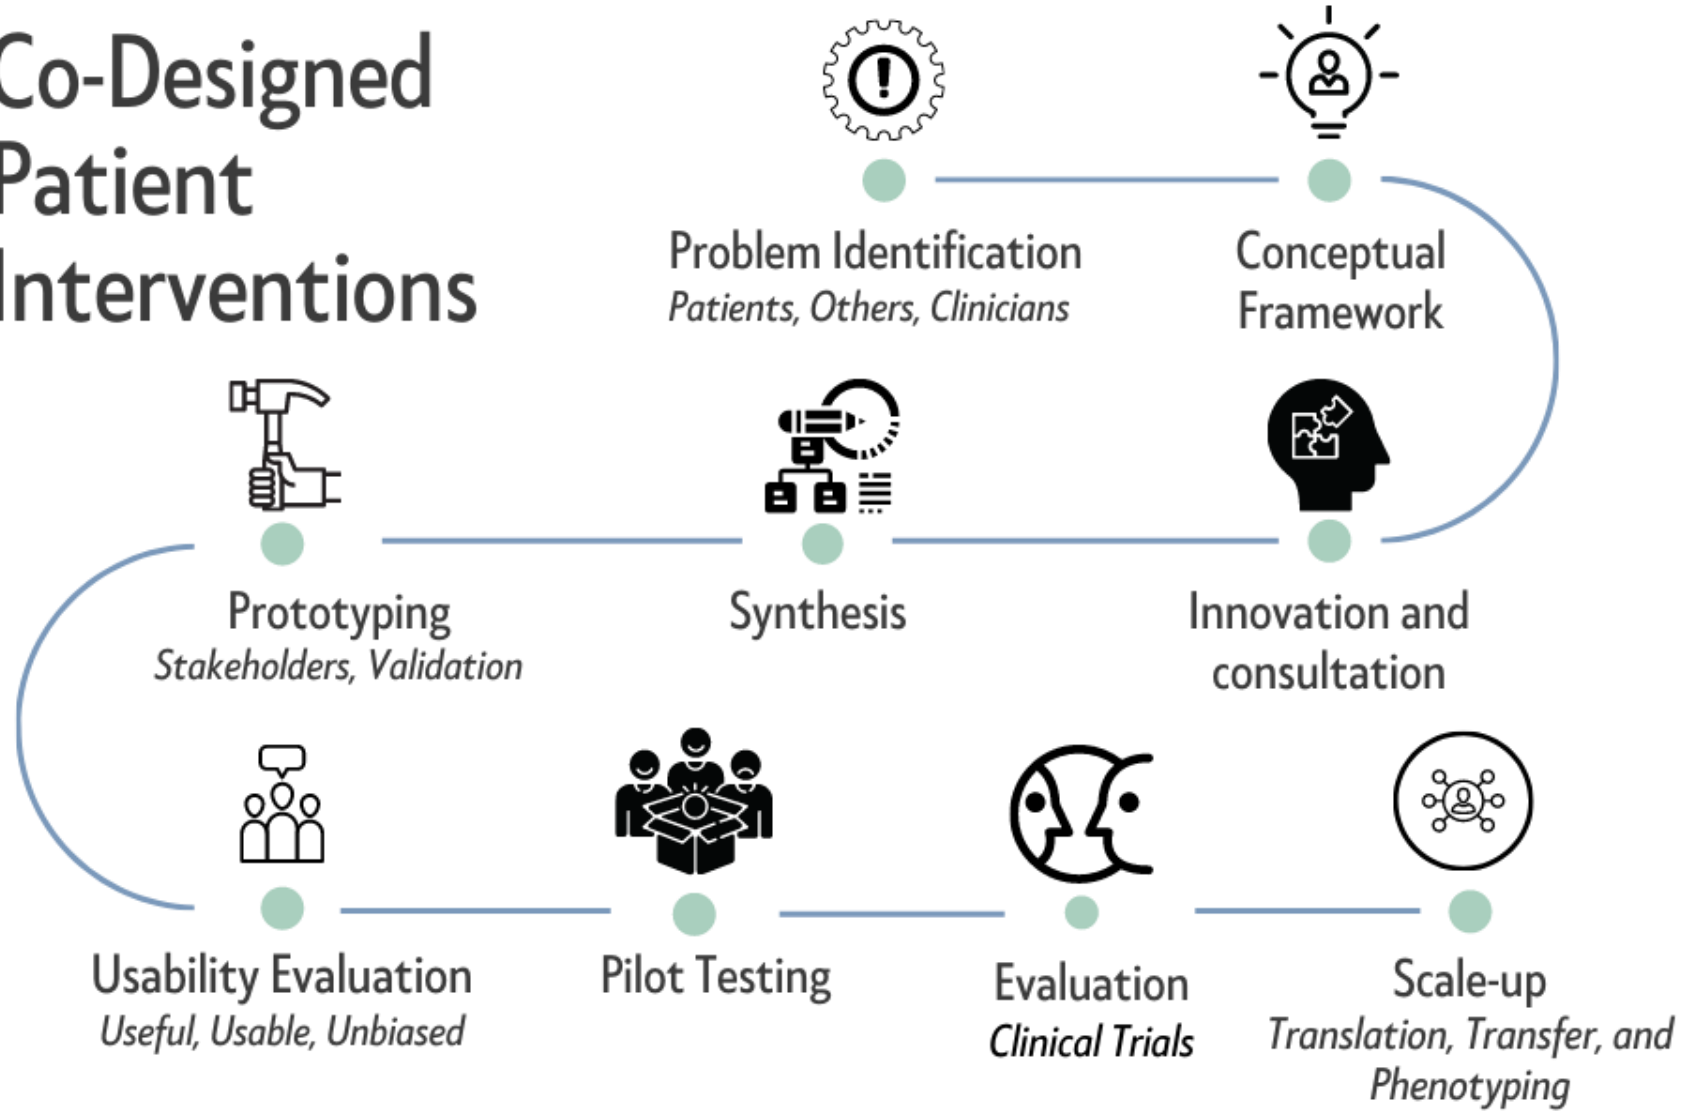 Co-Designed
Patient
Interventions
Problem Identification
Patients, Others, Clinicians
Conceptual
Framework
Prototyping
Stakeholders, Validation
Synthesis
Innovation and
consultation
Usability Evaluation
Useful, Usable, Unbiased
Pilot Testing
Evaluation
Clinical Trials
Scale-up
Translation, Transfer, and
Phenotyping